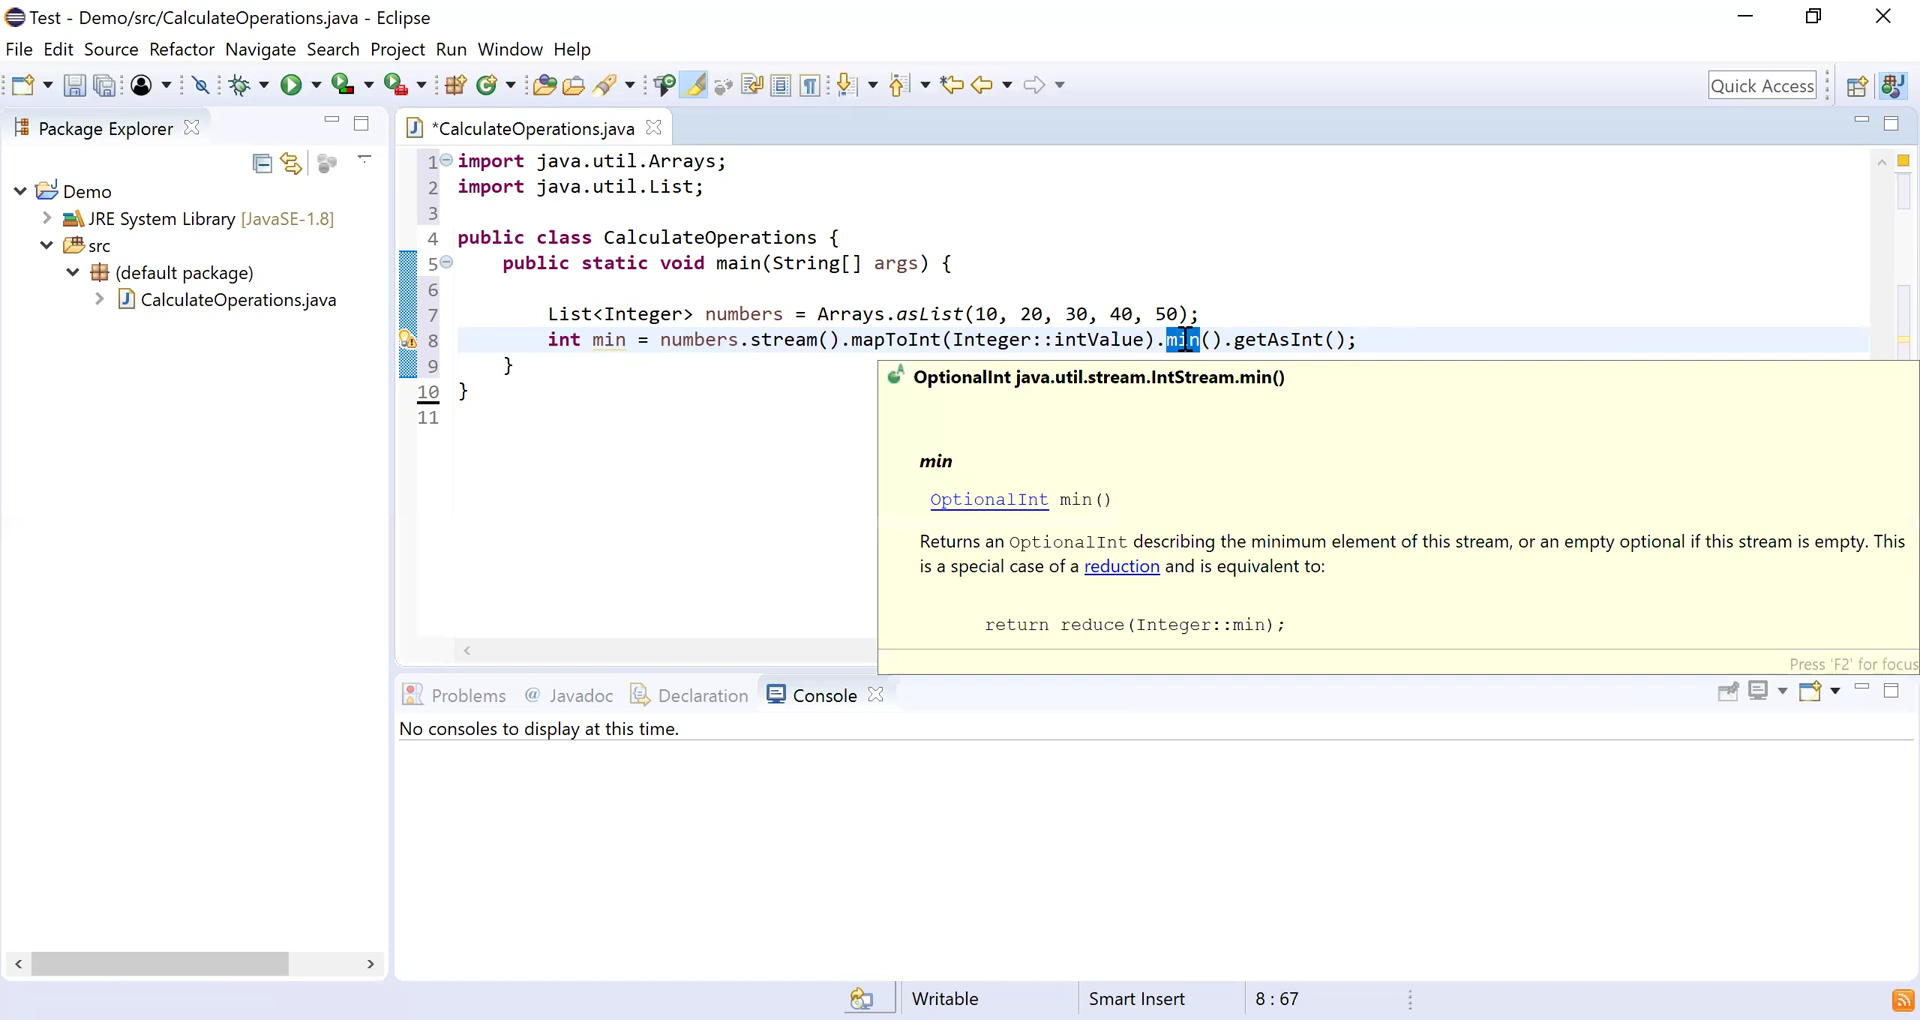 Test - Demo/src/CalculateOperations.java - Eclipse
File Edit Source Refactor Navigate Search Project Run Window Help
Quick Access
Package Explorer
*CalculateOperations.java
Demo
JRE System Library [JavaSE-1.8]
src
(default package)
CalculateOperations.java
1 import java.util.Arrays;
2 import java.util.List;
3
4 public class CalculateOperations {
5 public static void main(String[] args) {
6
7 List<Integer> numbers = Arrays.asList(10, 20, 30, 40, 50);
8 int min = numbers.stream().mapToInt(Integer::intValue).min().getAsInt();
9 }
10 }
11
OptionalInt java.util.stream.IntStream.min()
min
OptionalInt min()
Returns an OptionalInt describing the minimum element of this stream, or an empty optional if this stream is empty. This
is a special case of a reduction and is equivalent to:
return reduce(Integer::min);
Press 'F2' for focus
Problems @ Javadoc Declaration Console
No consoles to display at this time.
Writable Smart Insert 8 : 67